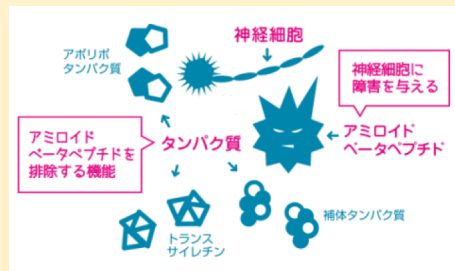 神経細胞
アポリポ
タンパク質
神経細胞に
障害を与える
アミロイド
ベータペプチドを
排除する機能
タンパク質
アミロイド
ベータペプチド
トランス
サイレチン
補体タンパク質